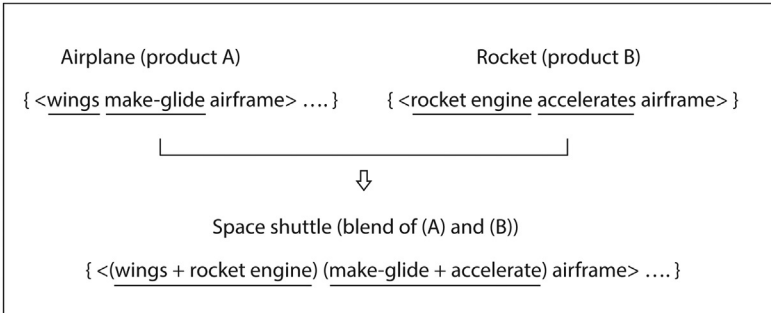 Airplane (product A)
Rocket (product B)
{ <wings make-glide airframe> .... }
{ <rocket engine accelerates airframe> }
Space shuttle (blend of (A) and (B))
{ <(wings + rocket engine) (make-glide + accelerate) airframe> .... }